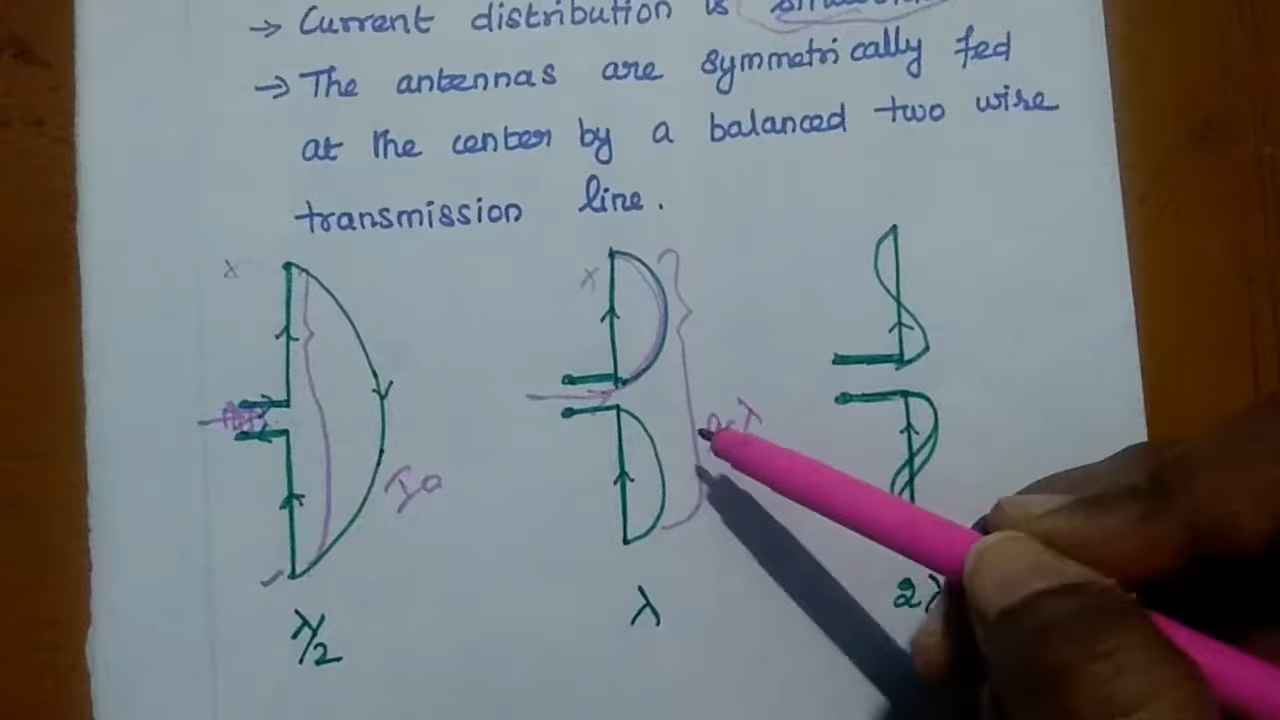 → Current distribution is
→ The antennas are symmetrically fed
at the center by a balanced two wire
transmission line.
x x
I0
λ
λ/2 λ 2λ